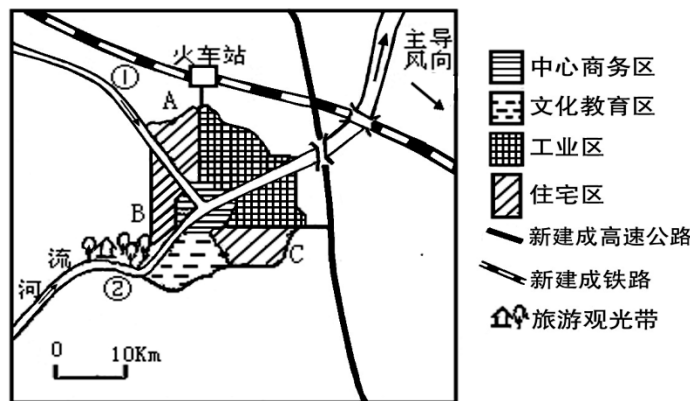 火车站
主导
风向
①
A
B
C
河流
②
0 10Km
中心商务区
文化教育区
工业区
住宅区
新建成高速公路
新建成铁路
旅游观光带